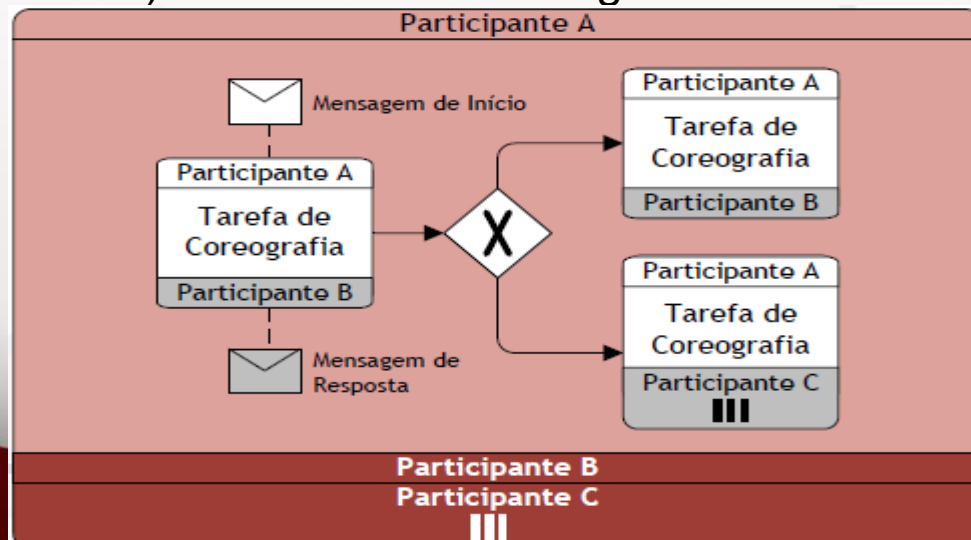 Participante A
Mensagem de Início
Participante A
Tarefa de
Coreografia
Participante B
Mensagem de
Resposta
X
Participante A
Tarefa de
Coreografia
Participante B
Participante A
Tarefa de
Coreografia
Participante C
Participante B
Participante C